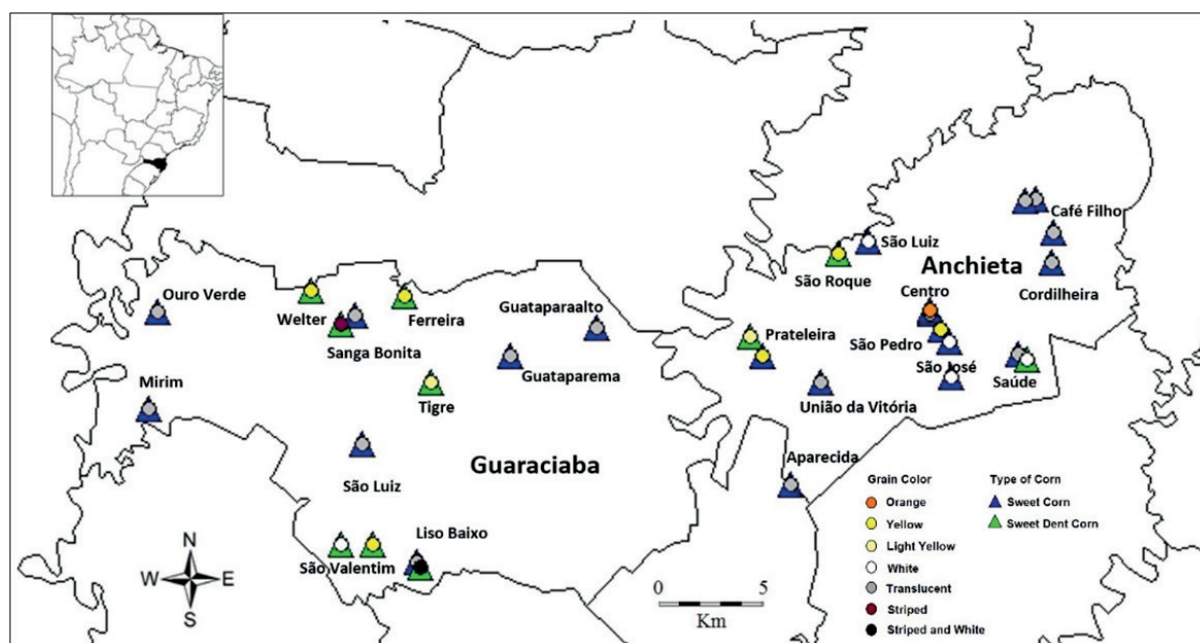 Café Filho
São Luiz
São Roque
Anchieta
Cordilheira
Centro
Ouro Verde
Welter
Ferreira
Guataparaalto
Sanga Bonita
Prateleira
São Pedro
Guataparema
São José
Saúde
Mirim
Tigre
União da Vitória
Guaraciaba
São Luiz
Aparecida
Liso Baixo
São Valentim
N
W E
S
0 5
Km
Grain Color
Orange
Yellow
Light Yellow
White
Translucent
Striped
Striped and White
Type of Corn
Sweet Corn
Sweet Dent Corn